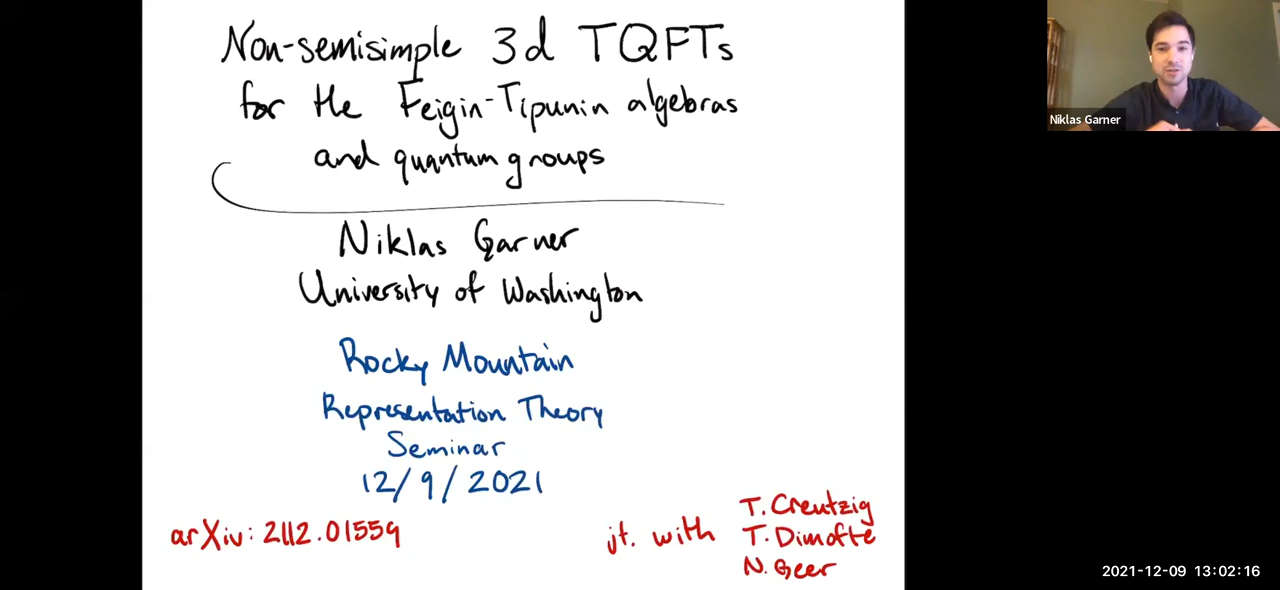 Non-semisimple 3d TQFTs
for the Feigin-Tipunin algebras
and quantum groups
Niklas Garner
University of Washington
Rocky Mountain
Representation Theory
Seminar
12/9/2021
arXiv: 2112.01559
jt. with T. Creutzig
T. Dimofte
N. Geer
Niklas Garner
2021-12-09 13:02:16